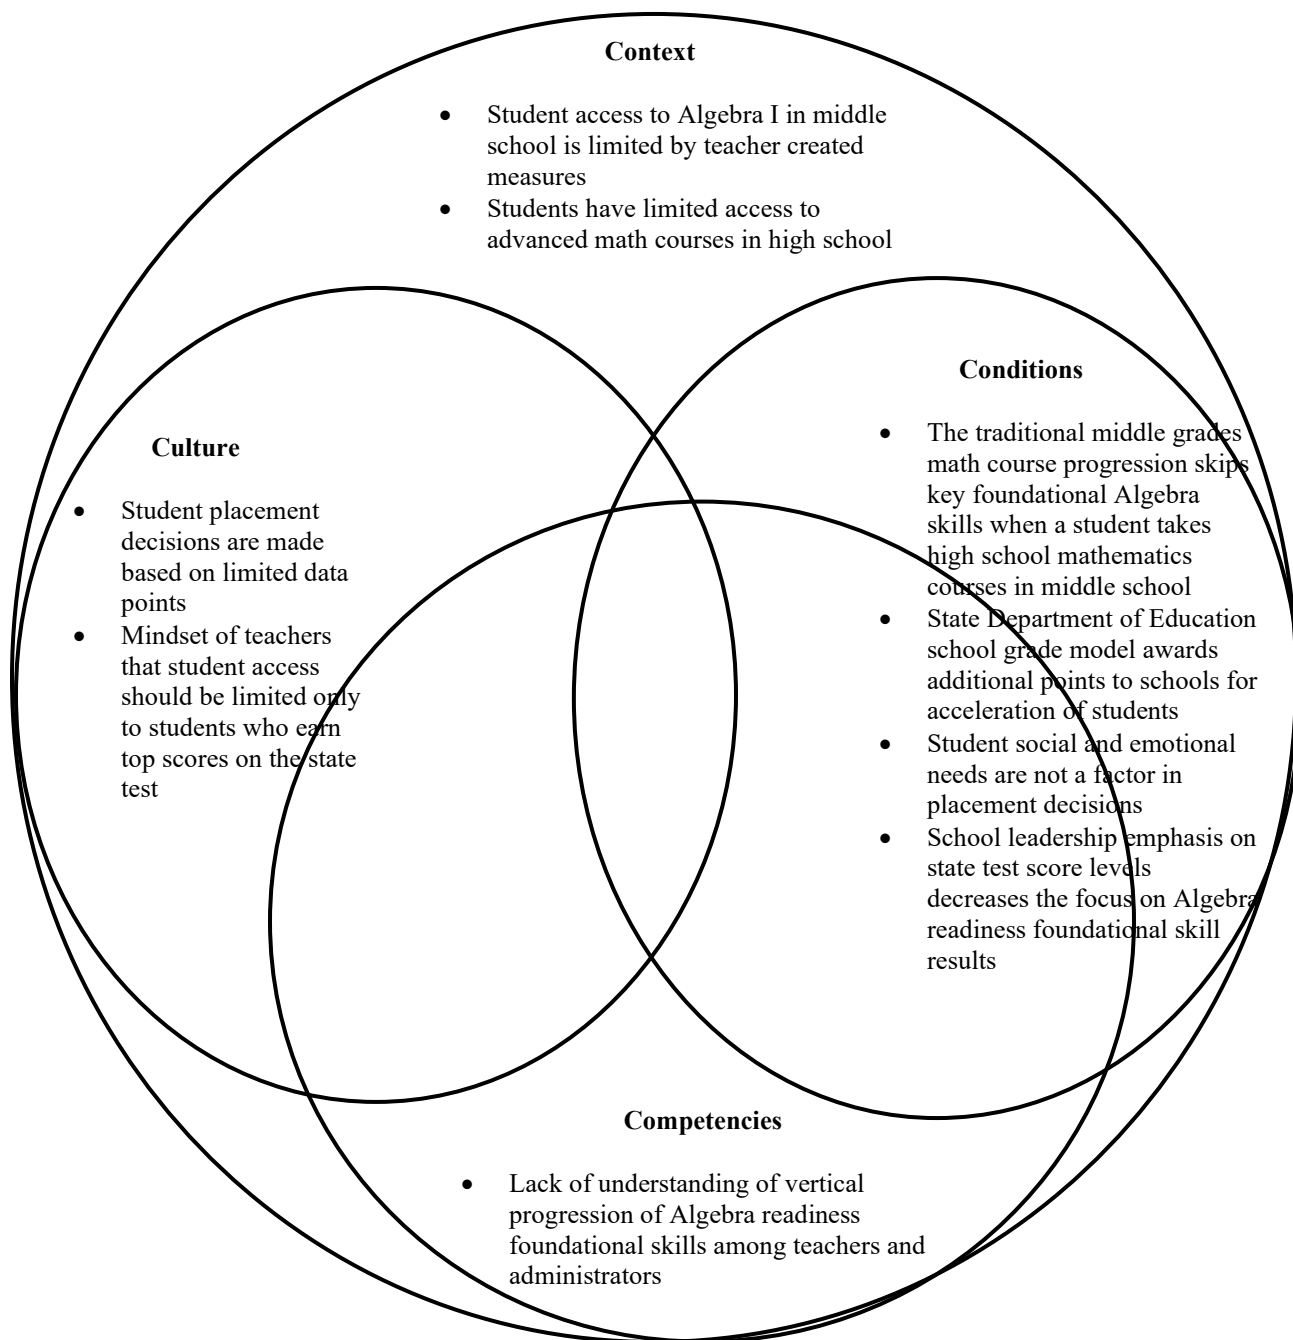 Context
• Student access to Algebra I in middle
school is limited by teacher created
measures
• Students have limited access to
advanced math courses in high school
Culture
• Student placement
decisions are made
based on limited data
points
• Mindset of teachers
that student access
should be limited only
to students who earn
top scores on the state
test
Conditions
• The traditional middle grades
math course progression skips
key foundational Algebra
skills when a student takes
high school mathematics
courses in middle school
• State Department of Education
school grade model awards
additional points to schools for
acceleration of students
• Student social and emotional
needs are not a factor in
placement decisions
• School leadership emphasis on
state test score levels
decreases the focus on Algebra
readiness foundational skill
results
Competencies
• Lack of understanding of vertical
progression of Algebra readiness
foundational skills among teachers and
administrators